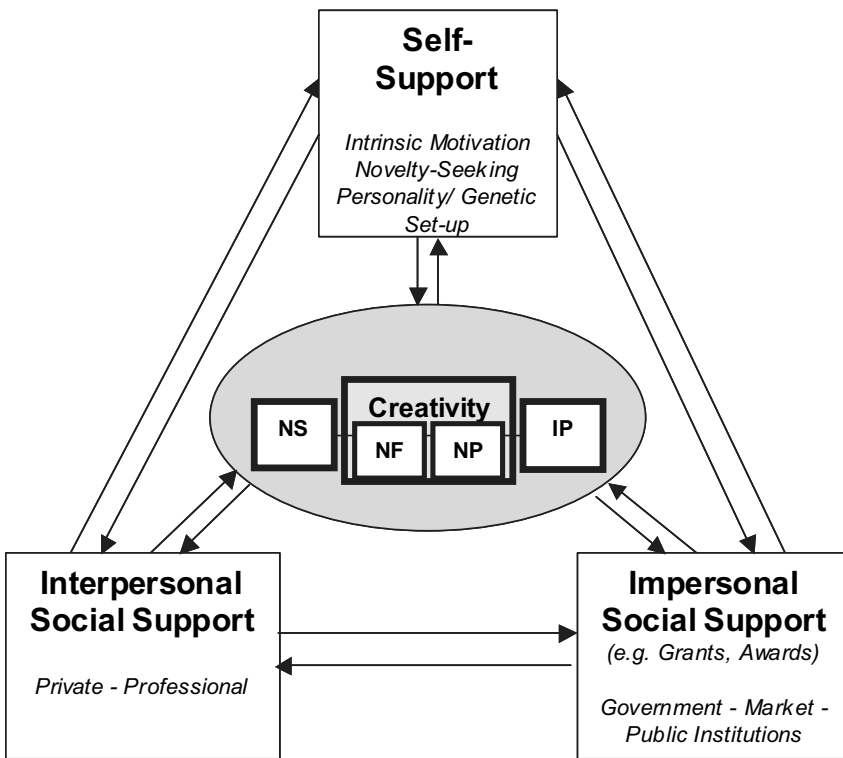 Self-
Support
Intrinsic Motivation
Novelty-Seeking
Personality/ Genetic
Set-up
Creativity
NS
NF
NP
IP
Interpersonal
Social Support
Private - Professional
Impersonal
Social Support
(e.g. Grants, Awards)
Government - Market -
Public Institutions